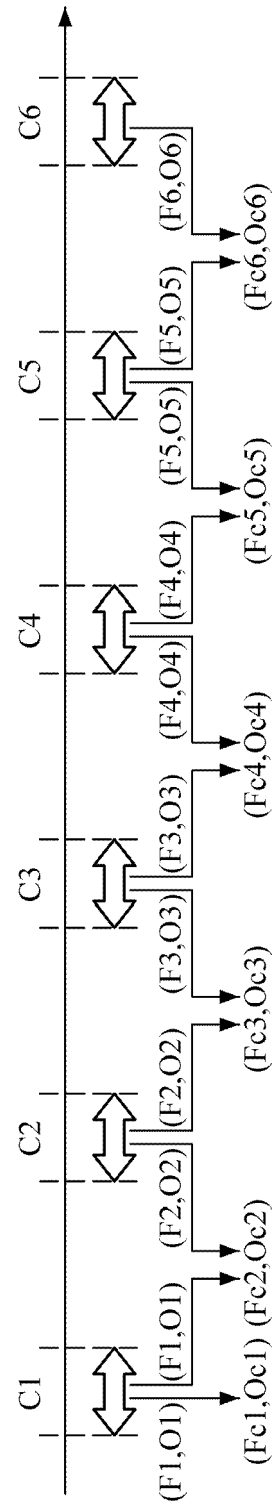 C1 C2 C3 C4 C5 C6
(F1,O1) (F1,O1) (F2,O2) (F2,O2) (F3,O3) (F3,O3) (F4,O4) (F4,O4) (F5,O5) (F5,O5) (F6,O6)
(Fc1,Oc1) (Fc2,Oc2) (Fc3,Oc3) (Fc4,Oc4) (Fc5,Oc5) (Fc6,Oc6)